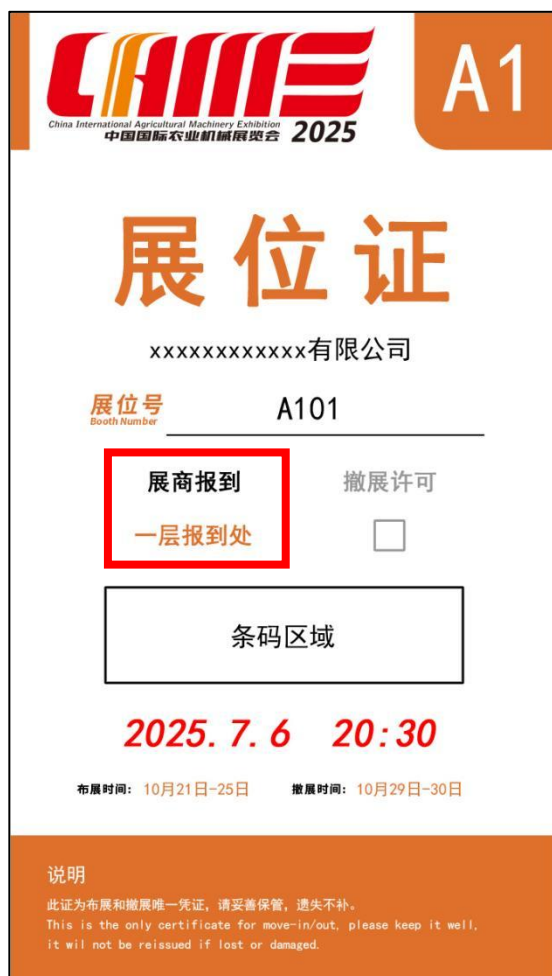 CAME
A1
China International Agricultural Machinery Exhibition
中国国际农业机械展览会 2025
展位证
xxxxxxxxxxxx有限公司
展位号 A101
Booth Number
展商报到 撤展许可
一层报到处
条码区域
2025.7.6 20:30
布展时间: 10月21日-25日 撤展时间: 10月29日-30日
说明
此证为布展和撤展唯一凭证，请妥善保管，遗失不补。
This is the only certificate for move-in/out, please keep it well,
it wil not be reissued if lost or damaged.